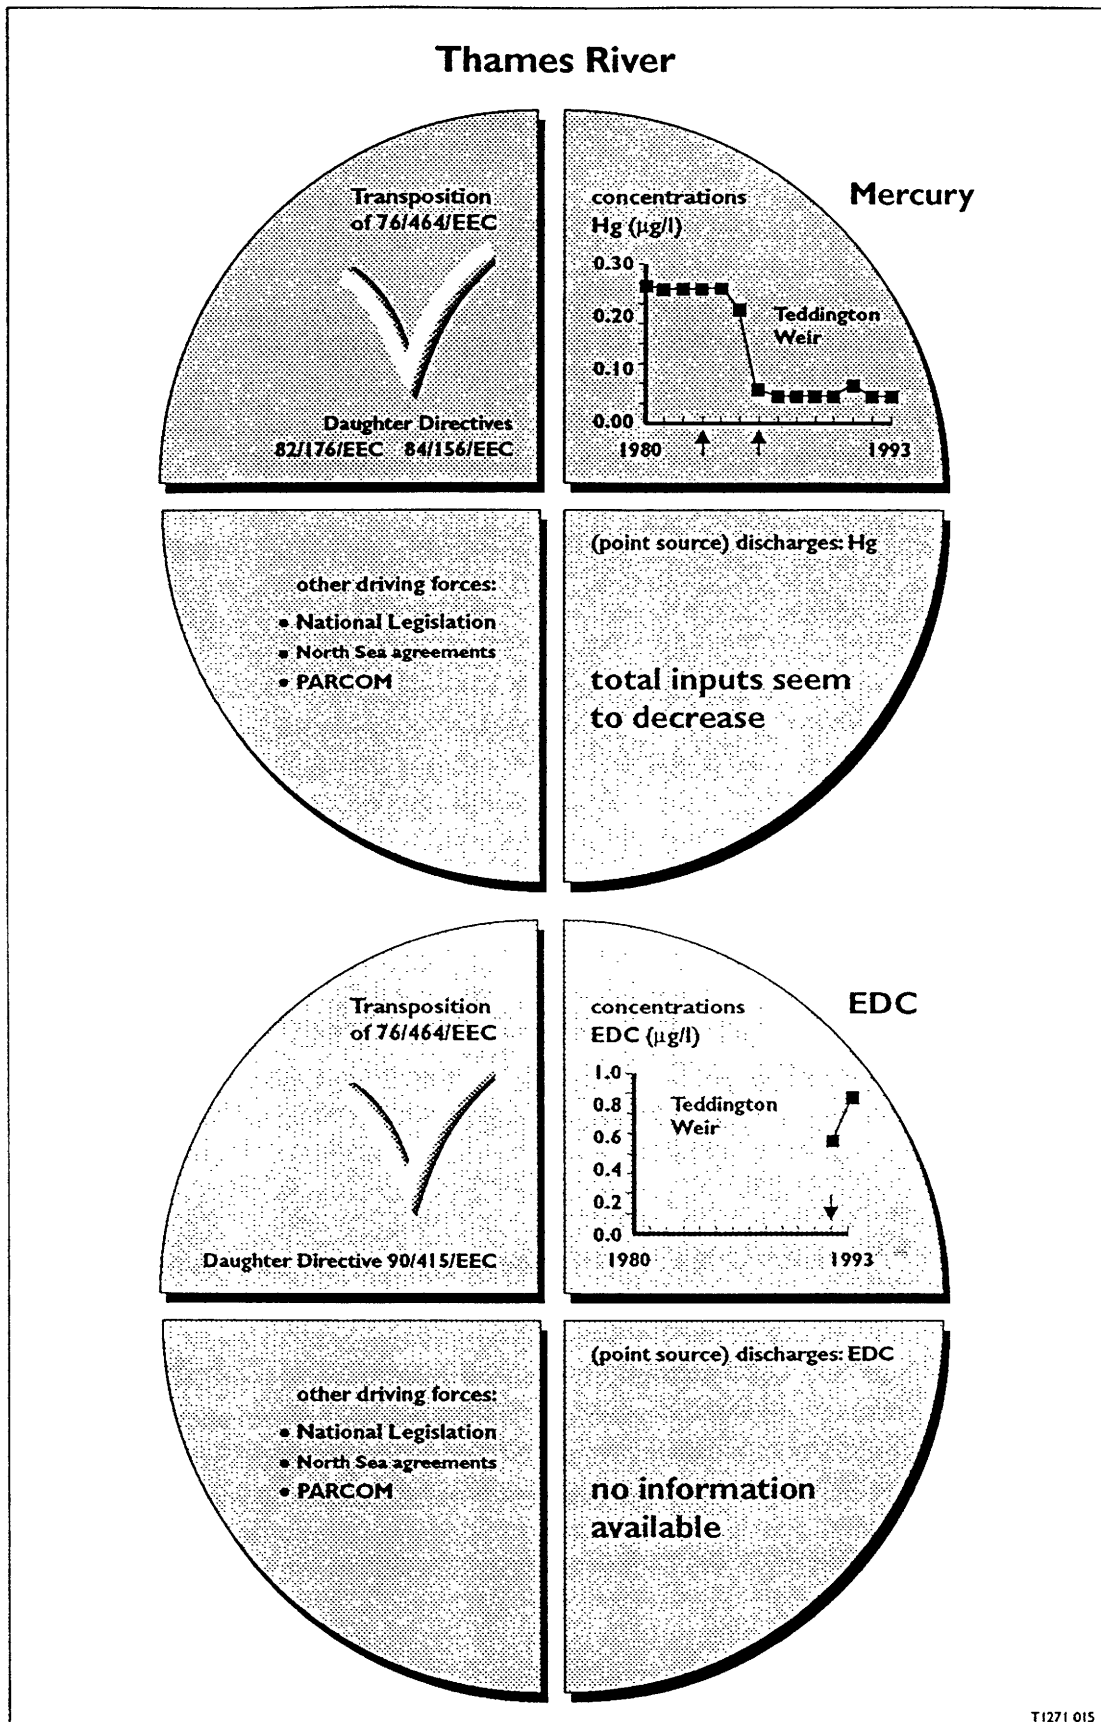 Thames River
Transposition
of 76/464/EEC
Daughter Directives
82/176/EEC 84/156/EEC
Mercury
concentrations
Hg (µg/l)
0.30
0.20
0.10
0.00
Teddington
Weir
1980
1993
other driving forces:
• National Legislation
• North Sea agreements
• PARCOM
(point source) discharges: Hg
total inputs seem
to decrease
Transposition
of 76/464/EEC
Daughter Directive 90/415/EEC
EDC
concentrations
EDC (µg/l)
1.0
0.8
0.6
0.4
0.2
0.0
Teddington
Weir
1980
1993
other driving forces:
• National Legislation
• North Sea agreements
• PARCOM
(point source) discharges: EDC
no information
available
T1271 015